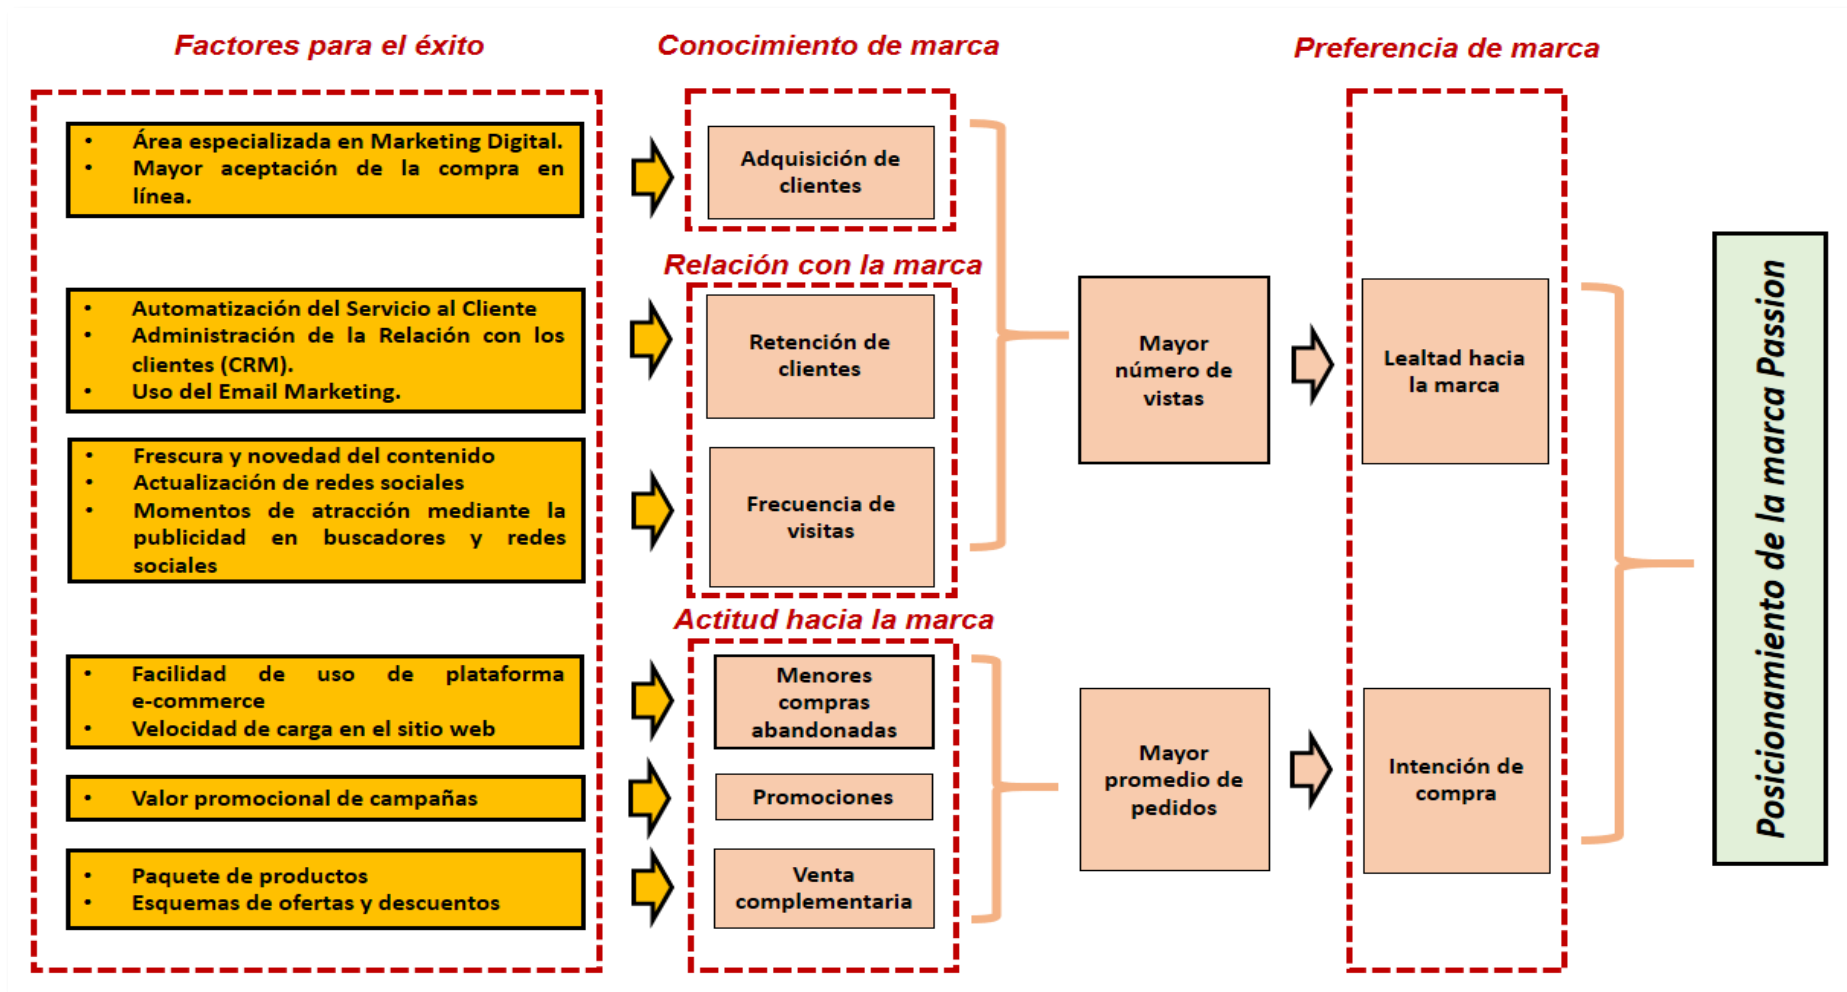 Factores para el éxito
Conocimiento de marca
Preferencia de marca
• Área especializada en Marketing Digital.
• Mayor aceptación de la compra en
línea.
Adquisición de
clientes
Relación con la marca
• Automatización del Servicio al Cliente
• Administración de la Relación con los
clientes (CRM).
• Uso del Email Marketing.
Retención de
clientes
• Frescura y novedad del contenido
• Actualización de redes sociales
• Momentos de atracción mediante la
publicidad en buscadores y redes
sociales
Frecuencia de
visitas
Mayor
número de
vistas
Lealtad hacia
la marca
Actitud hacia la marca
• Facilidad de uso de plataforma
e-commerce
• Velocidad de carga en el sitio web
Menores
compras
abandonadas
• Valor promocional de campañas
Promociones
• Paquete de productos
• Esquemas de ofertas y descuentos
Venta
complementaria
Mayor
promedio de
pedidos
Intención de
compra
Posicionamiento de la marca Passion